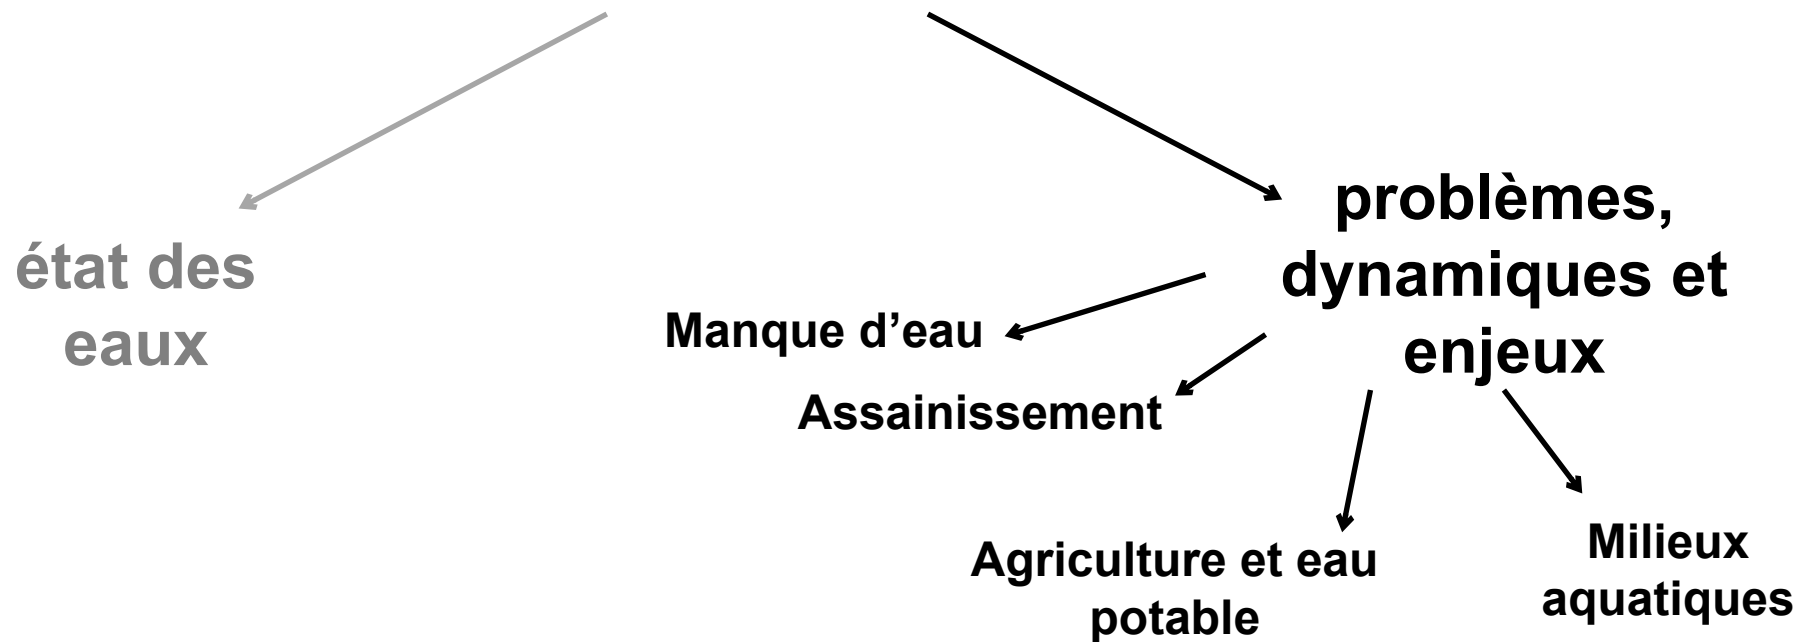 état des
eaux
problèmes,
dynamiques et
enjeux
Manque d’eau
Assainissement
Agriculture et eau
potable
Milieux
aquatiques